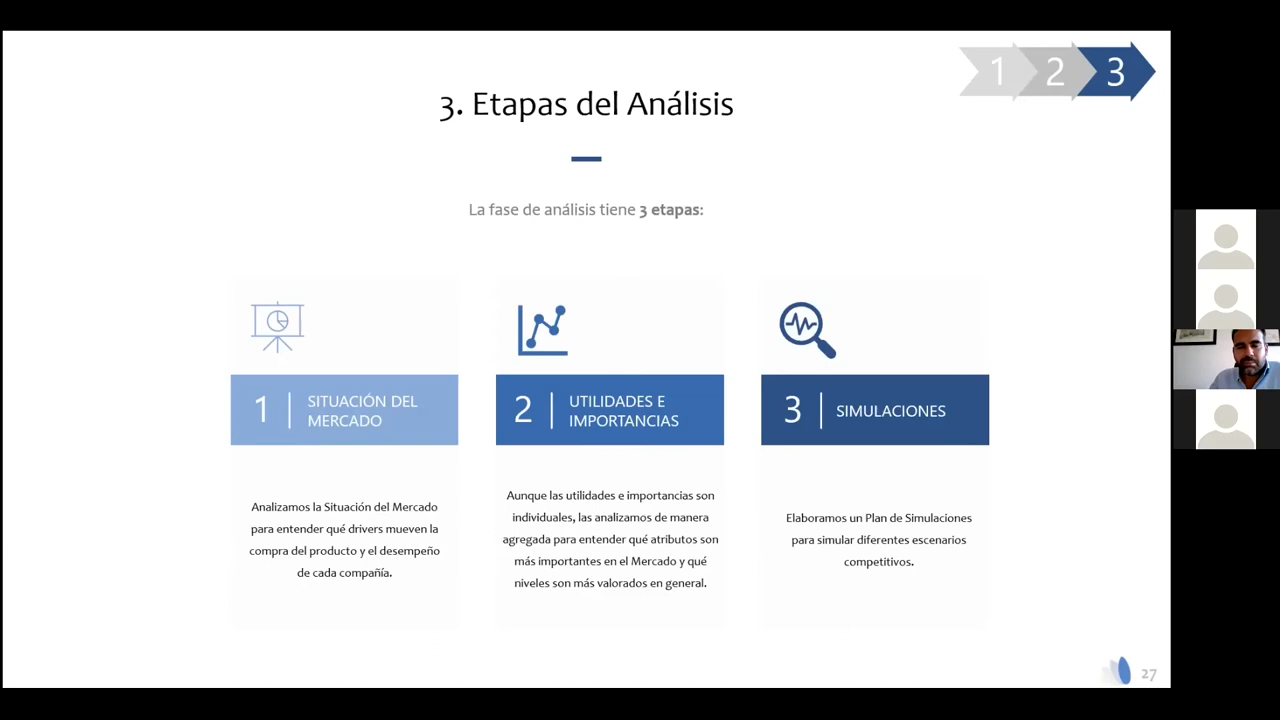 1 2 3
3. Etapas del Análisis
La fase de análisis tiene 3 etapas:
1 SITUACIÓN DEL
MERCADO
Analizamos la Situación del Mercado
para entender qué drivers mueven la
compra del producto y el desempeño
de cada compañía.
2 UTILIDADES E
IMPORTANCIAS
Aunque las utilidades e importancias son
individuales, las analizamos de manera
agregada para entender qué atributos son
más importantes en el Mercado y qué
niveles son más valorados en general.
3 SIMULACIONES
Elaboramos un Plan de Simulaciones
para simular diferentes escenarios
competitivos.
27